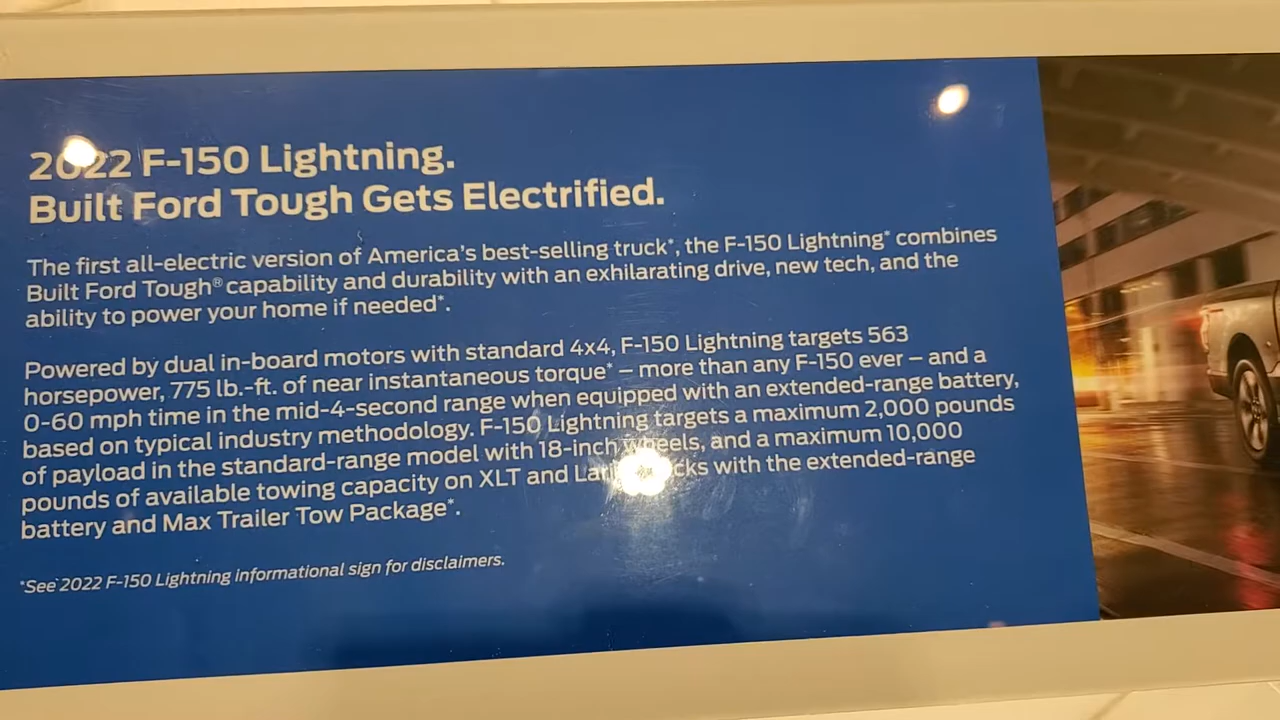 2022 F-150 Lightning.
Built Ford Tough Gets Electrified.
The first all-electric version of America's best-selling truck*, the F-150 Lightning* combines
Built Ford Tough® capability and durability with an exhilarating drive, new tech, and the
ability to power your home if needed*.
Powered by dual in-board motors with standard 4x4, F-150 Lightning targets 563
horsepower, 775 lb.-ft. of near instantaneous torque* – more than any F-150 ever – and a
0-60 mph time in the mid-4-second range when equipped with an extended-range battery,
based on typical industry methodology. F-150 Lightning targets a maximum 2,000 pounds
of payload in the standard-range model with 18-inch wheels, and a maximum 10,000
pounds of available towing capacity on XLT and with the extended-range
battery and Max Trailer Tow Package*.
*See 2022 F-150 Lightning informational sign for disclaimers.